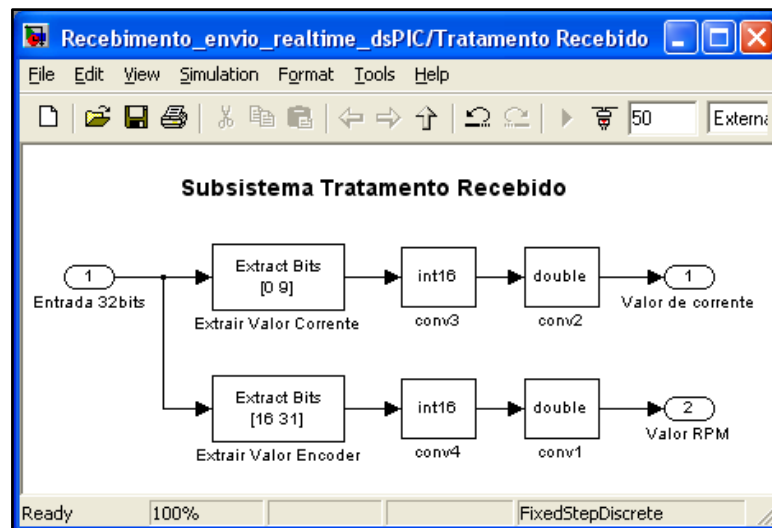 Recebimento_envio_realtime_dsPIC/Tratamento Recebido
File Edit View Simulation Format Tools Help
50 Externa
Subsistema Tratamento Recebido
1
Entrada 32bits
Extract Bits
[0 9]
Extrair Valor Corrente
int16
conv3
double
conv2
1
Valor de corrente
Extract Bits
[16 31]
Extrair Valor Encoder
int16
conv4
double
conv1
2
Valor RPM
Ready 100% FixedStepDiscrete